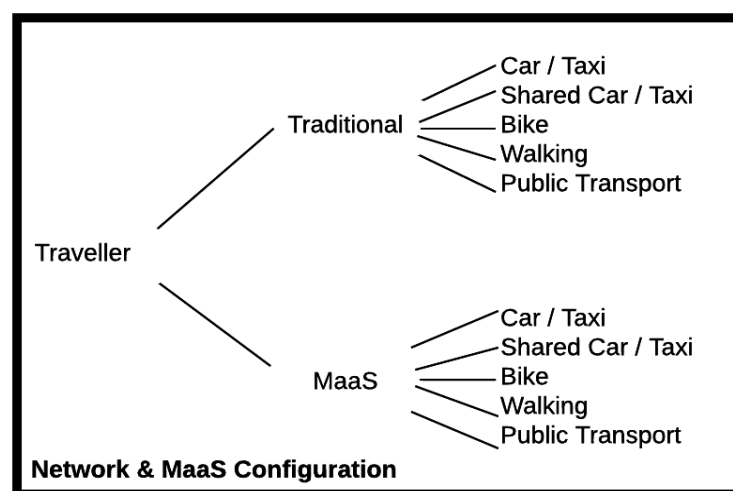 Car / Taxi
Shared Car / Taxi
Traditional
Bike
Walking
Public Transport
Traveller
Car / Taxi
Shared Car / Taxi
MaaS
Bike
Walking
Public Transport
Network & MaaS Configuration